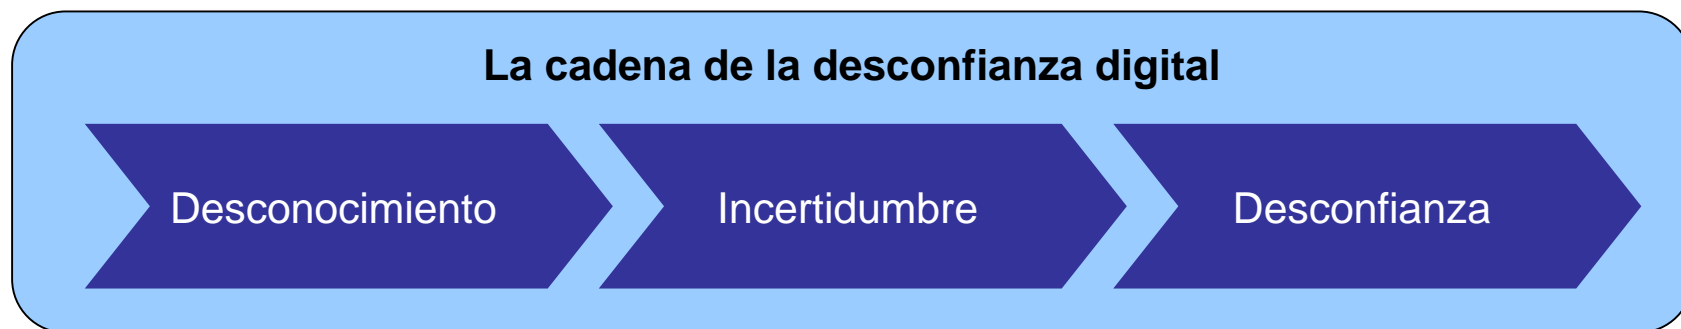 La cadena de la desconfianza digital
Desconocimiento
Incertidumbre
Desconfianza